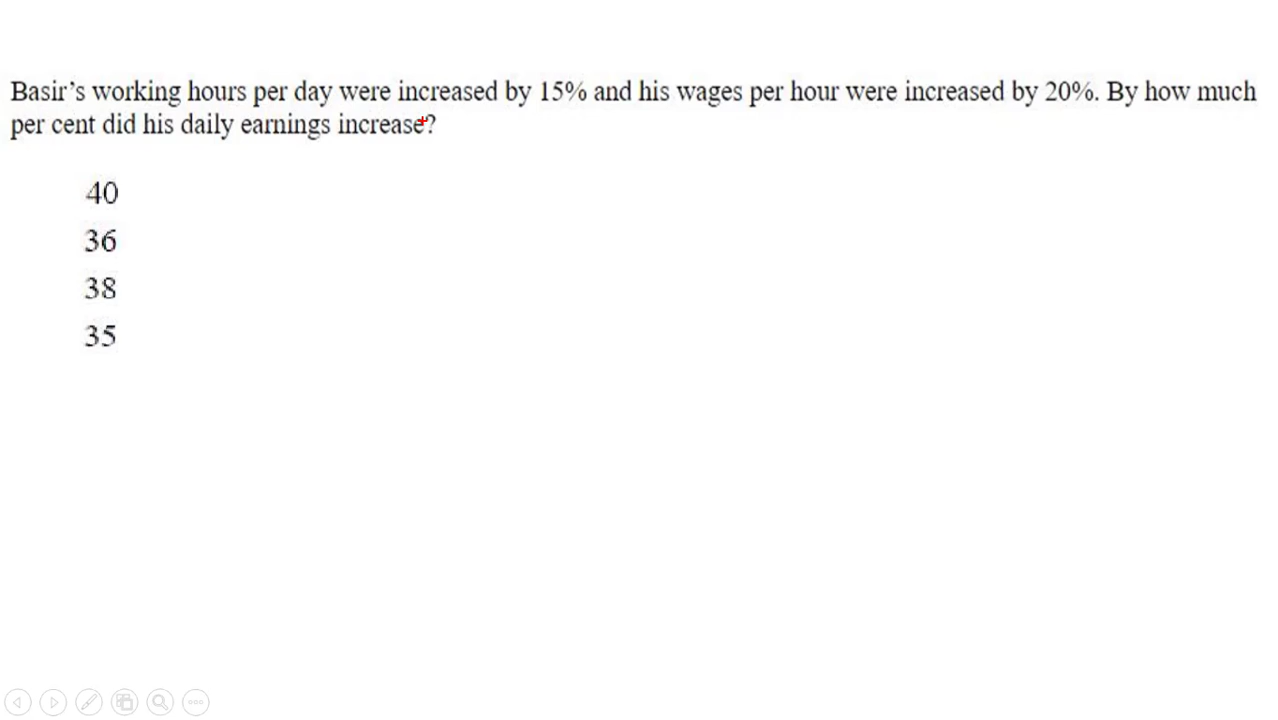 Basir’s working hours per day were increased by 15% and his wages per hour were increased by 20%. By how much
per cent did his daily earnings increase?
40
36
38
35